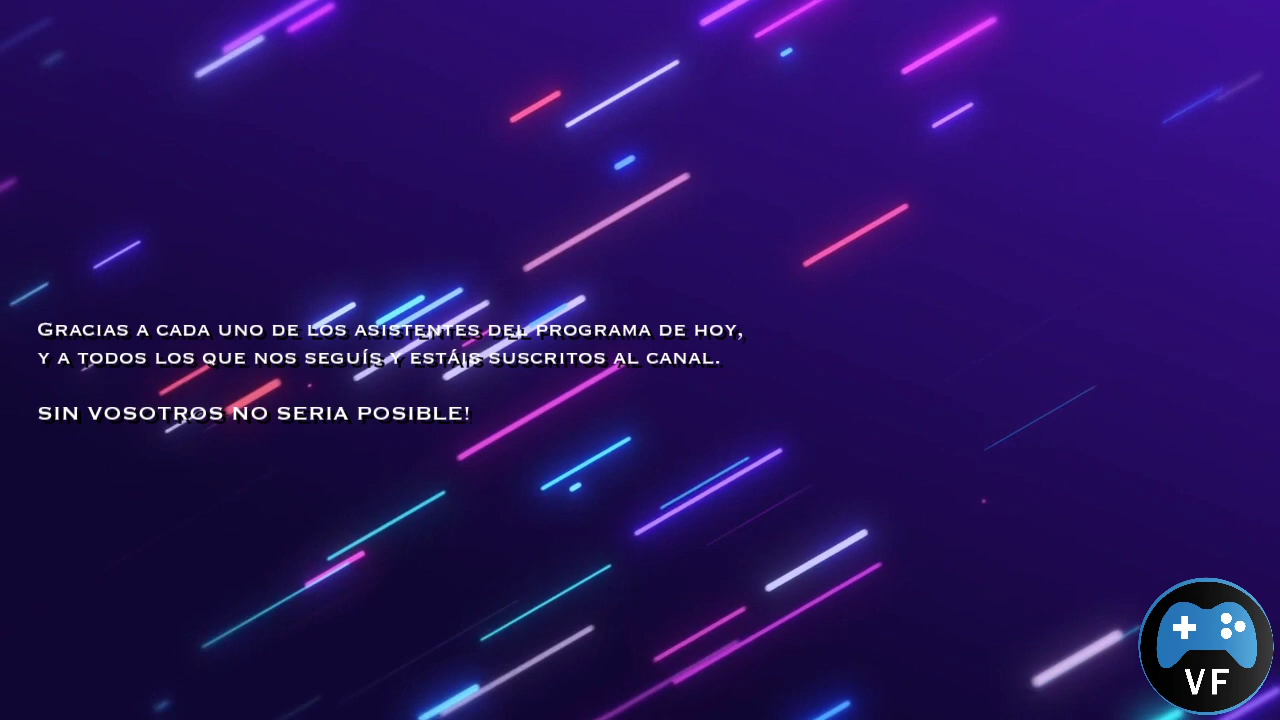 Gracias a cada uno de los asistentes del programa de hoy,
y a todos los que nos seguís y estáis suscritos al canal.
SIN VOSOTROS NO SERIA POSIBLE!
VF